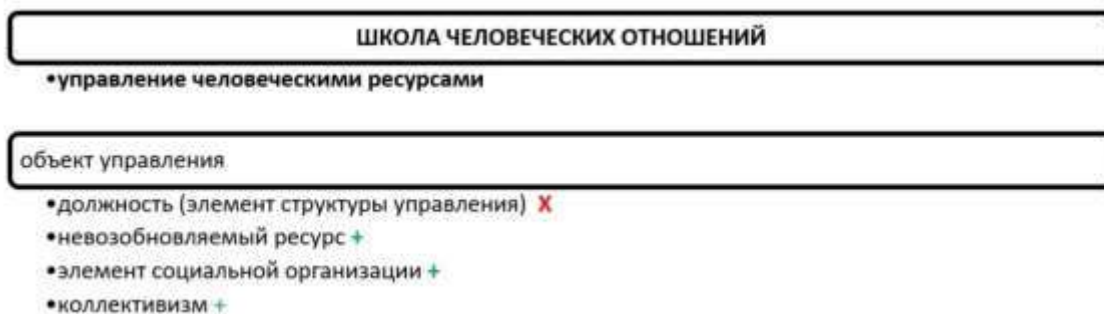 ШКОЛА ЧЕЛОВЕЧЕСКИХ ОТНОШЕНИЙ
•управление человеческими ресурсами
объект управления
•должность (элемент структуры управления) X
•невозобновляемый ресурс +
•элемент социальной организации +
•коллективизм +